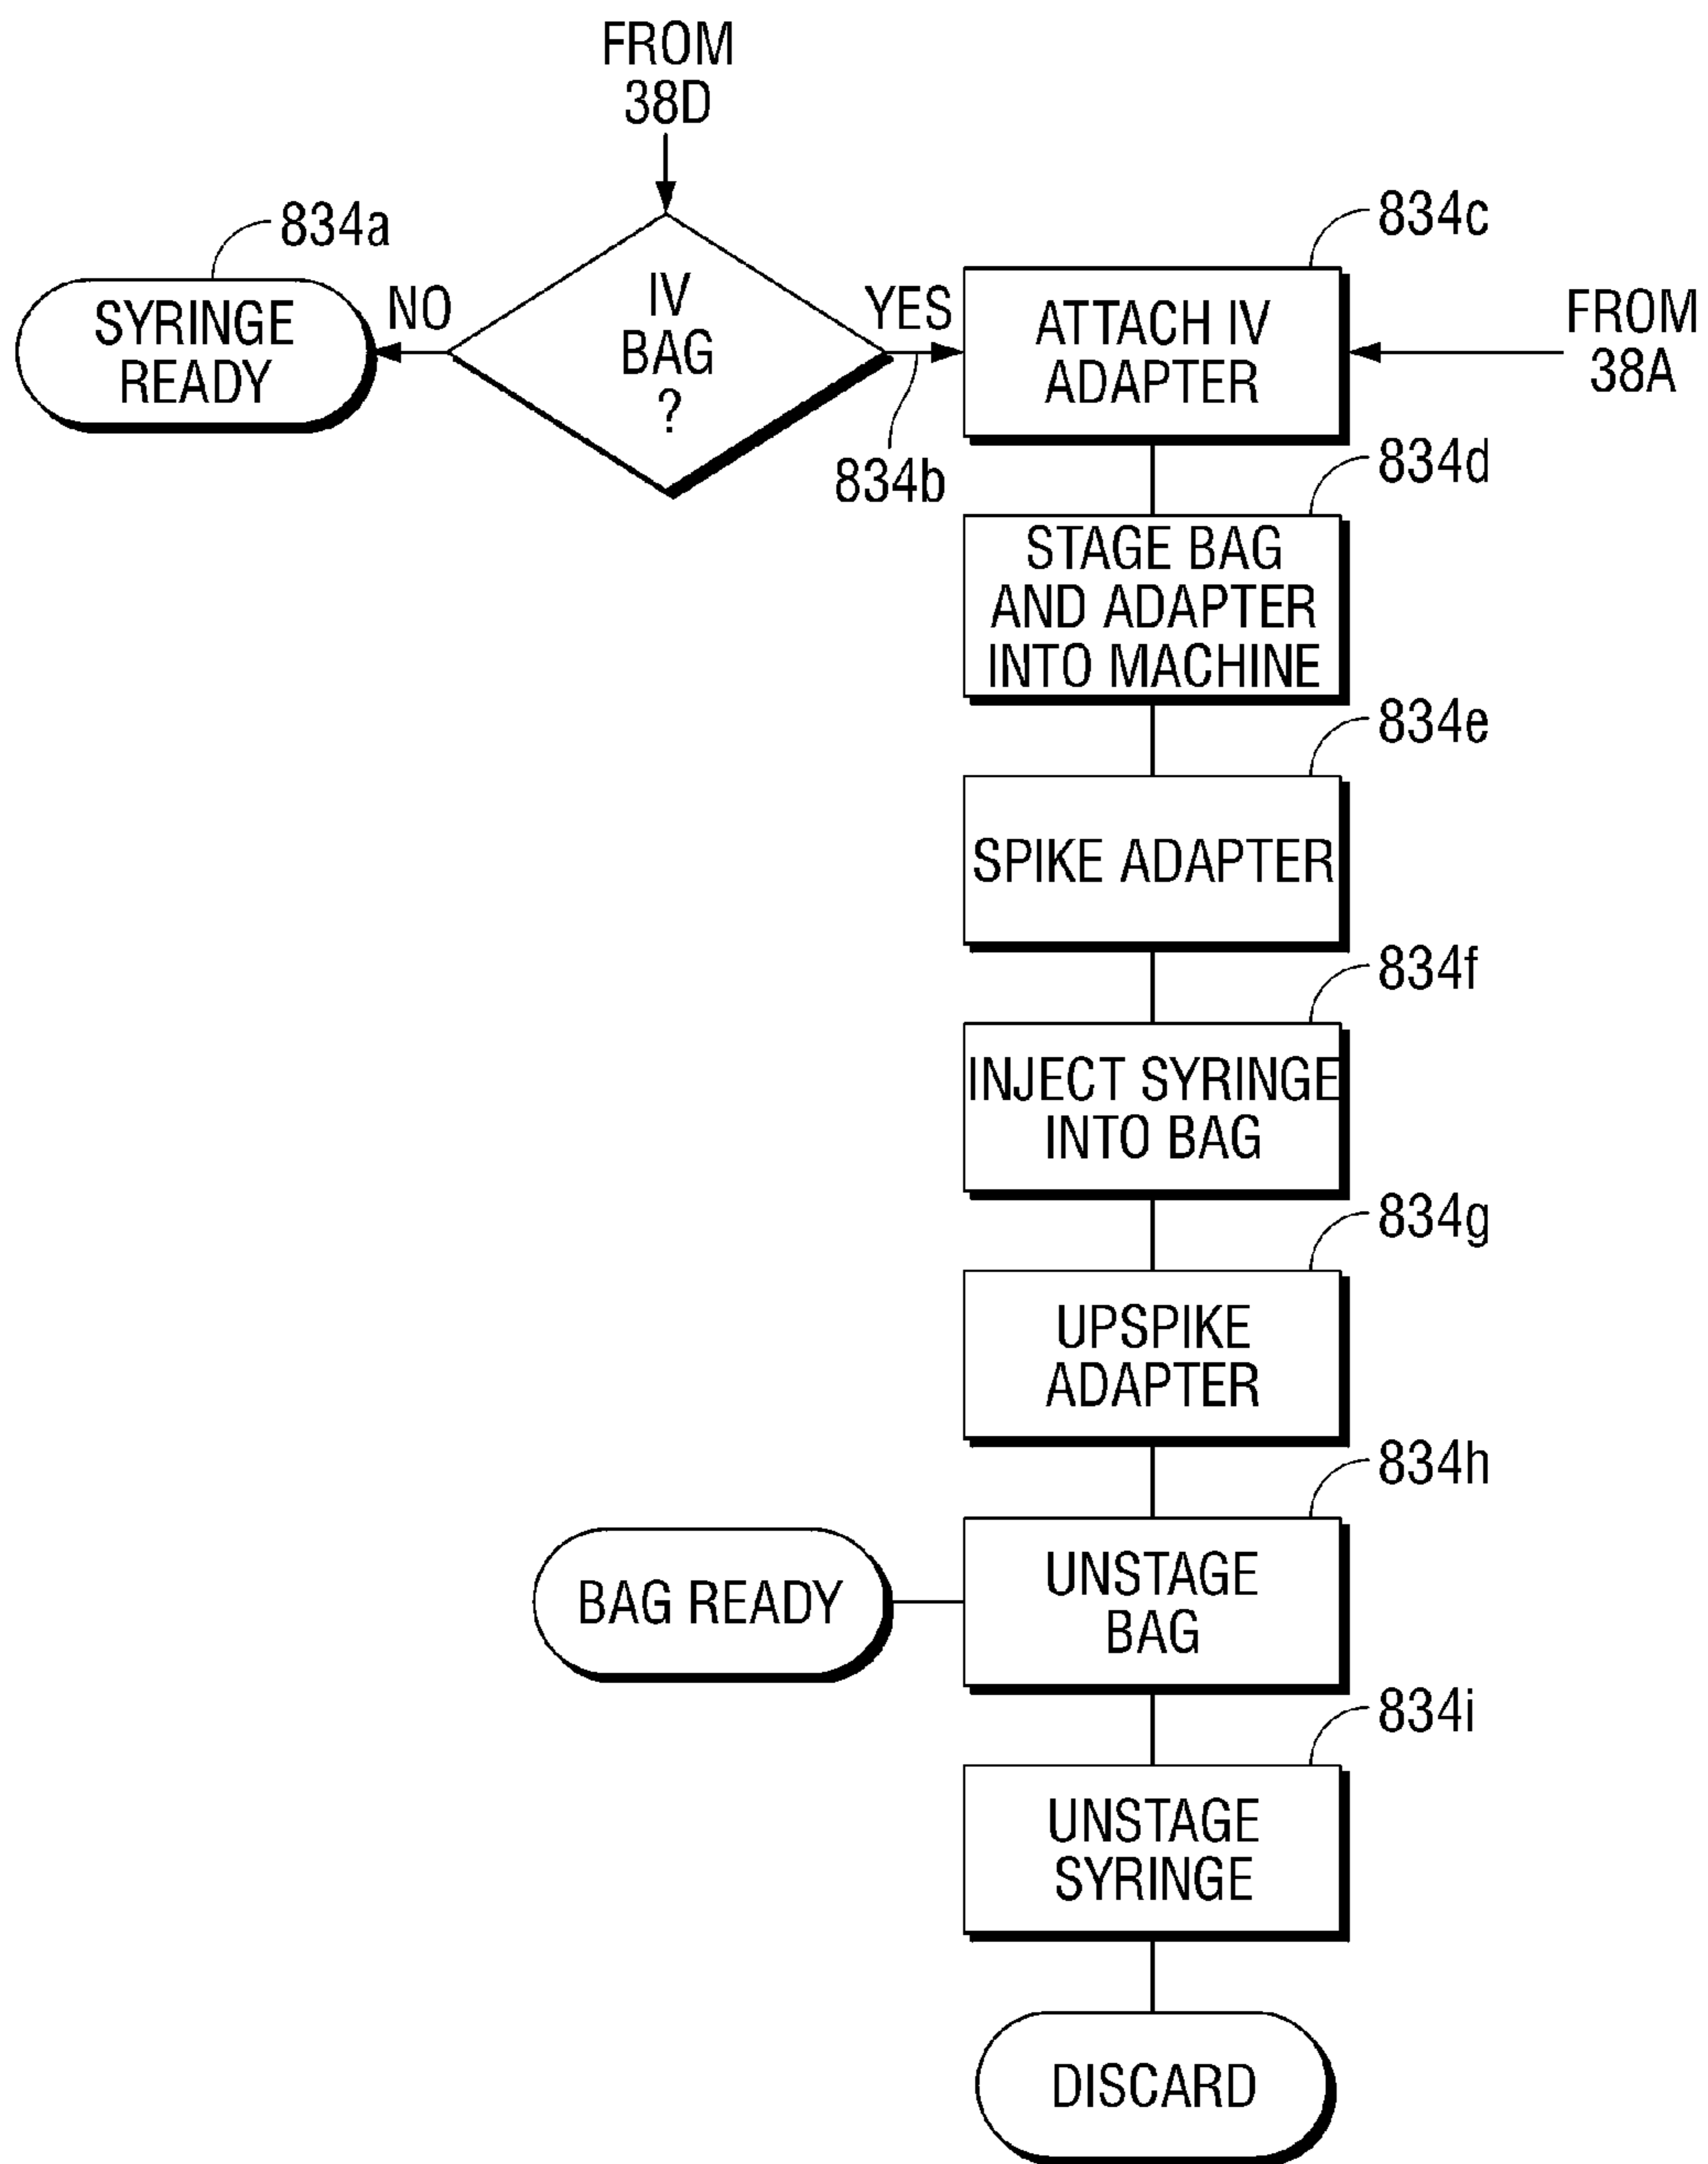 FROM
38D
834a
SYRINGE
READY
NO
IV
BAG
?
YES
834b
834c
ATTACH IV
ADAPTER
FROM
38A
834d
STAGE BAG
AND ADAPTER
INTO MACHINE
834e
SPIKE ADAPTER
834f
INJECT SYRINGE
INTO BAG
834g
UPSPIKE
ADAPTER
834h
BAG READY
UNSTAGE
BAG
834i
UNSTAGE
SYRINGE
DISCARD